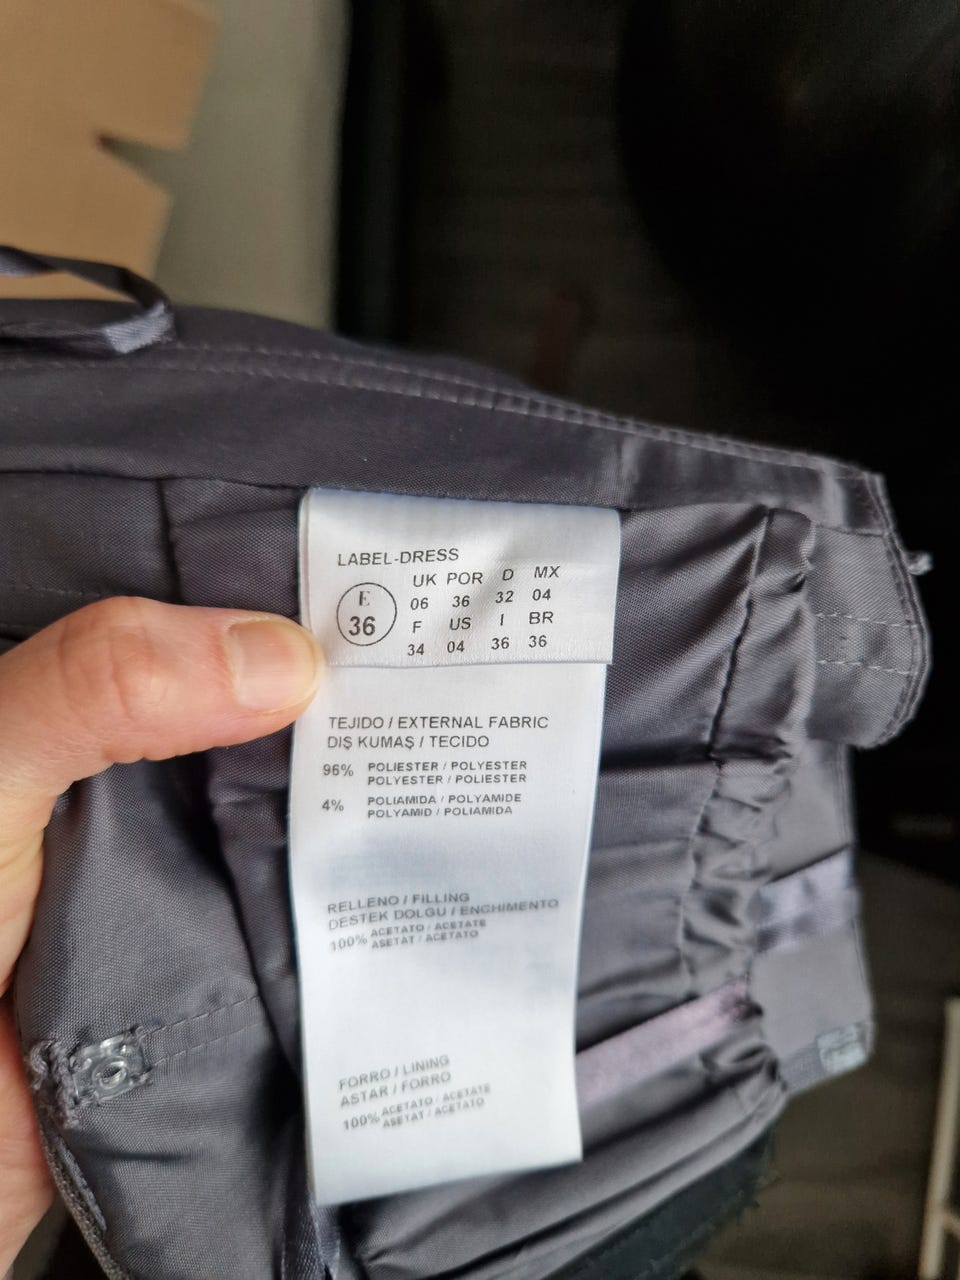 LABEL-DRESS
E UK POR D MX
36 06 36 32 04
F US I BR
34 04 36 36
TEJIDO / EXTERNAL FABRIC
DIŞ KUMAŞ / TECIDO
96% POLIESTER / POLYESTER
POLYESTER / POLIESTER
4% POLIAMIDA / POLYAMIDE
POLYAMID / POLIAMIDA
RELLENO / FILLING
DESTEK DOLGU / ENCHIMENTO
100% ACETATO / ACETATE
ASETAT / ACETATO
FORRO / LINING
ASTAR / FORRO
100% ACETATO / ACETATE
ASETAT / ACETATO